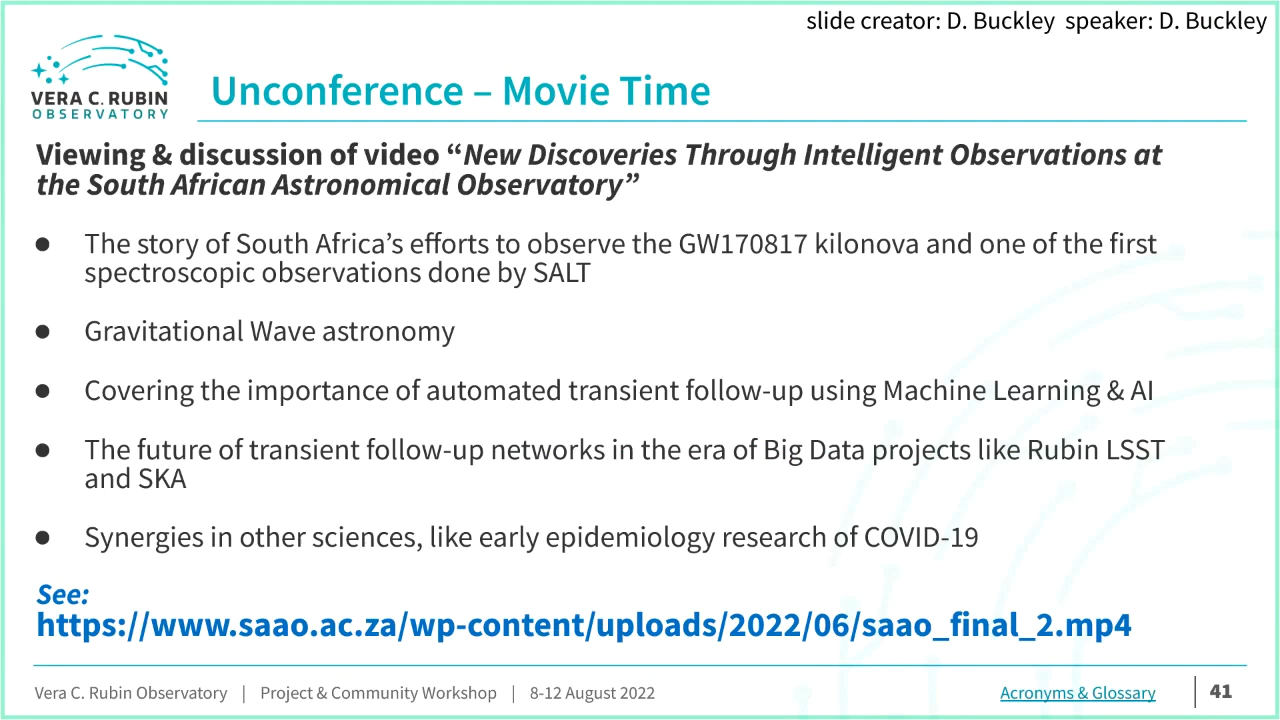 slide creator: D. Buckley  speaker: D. Buckley
VERA C. RUBIN
OBSERVATORY
Unconference – Movie Time
Viewing & discussion of video “New Discoveries Through Intelligent Observations at
the South African Astronomical Observatory”
● The story of South Africa’s efforts to observe the GW170817 kilonova and one of the first
spectroscopic observations done by SALT
● Gravitational Wave astronomy
● Covering the importance of automated transient follow-up using Machine Learning & AI
● The future of transient follow-up networks in the era of Big Data projects like Rubin LSST
and SKA
● Synergies in other sciences, like early epidemiology research of COVID-19
See:
https://www.saao.ac.za/wp-content/uploads/2022/06/saao_final_2.mp4
Vera C. Rubin Observatory | Project & Community Workshop | 8-12 August 2022
Acronyms & Glossary | 41